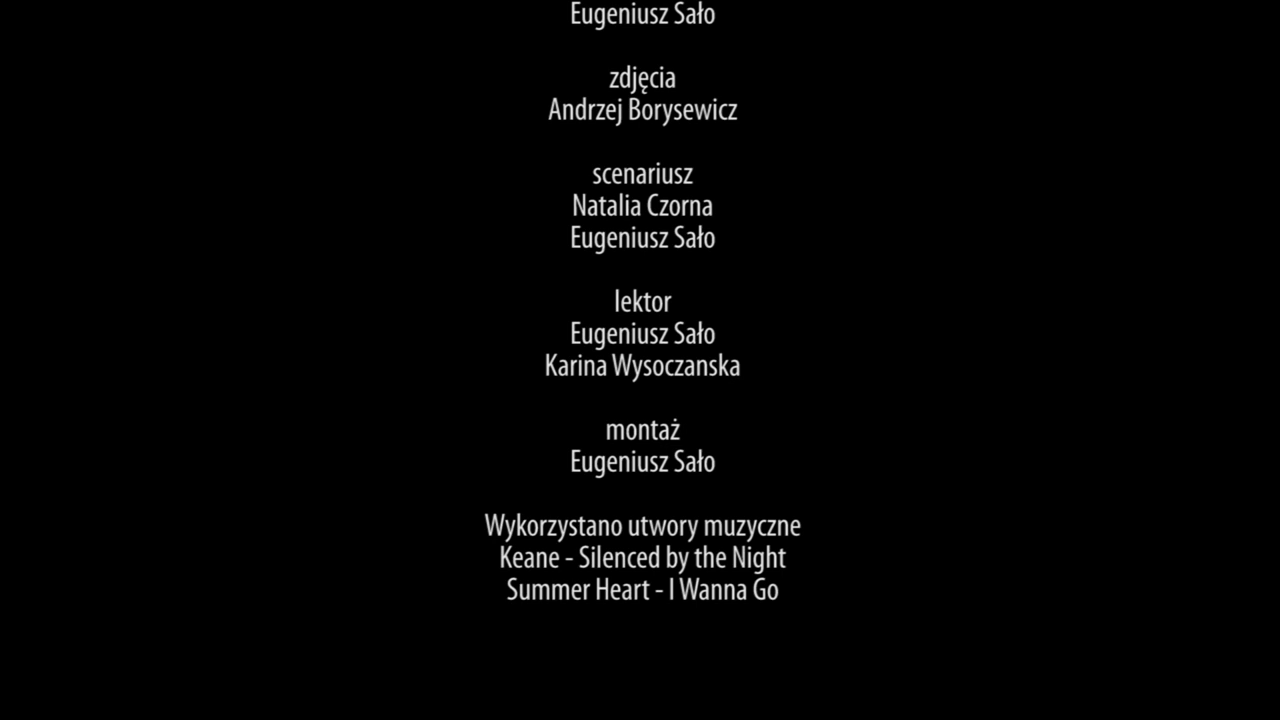 Eugeniusz Sało
zdjęcia
Andrzej Borysewicz
scenariusz
Natalia Czorna
Eugeniusz Sało
lektor
Eugeniusz Sało
Karina Wysoczanska
montaż
Eugeniusz Sało
Wykorzystano utwory muzyczne
Keane - Silenced by the Night
Summer Heart - I Wanna Go